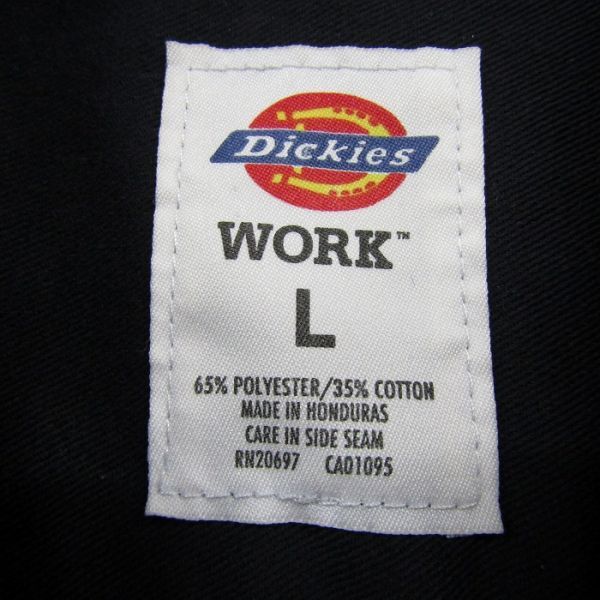 Dickies
WORK™
L
65% POLYESTER/35% COTTON
MADE IN HONDURAS
CARE IN SIDE SEAM
RN20697 CA01095